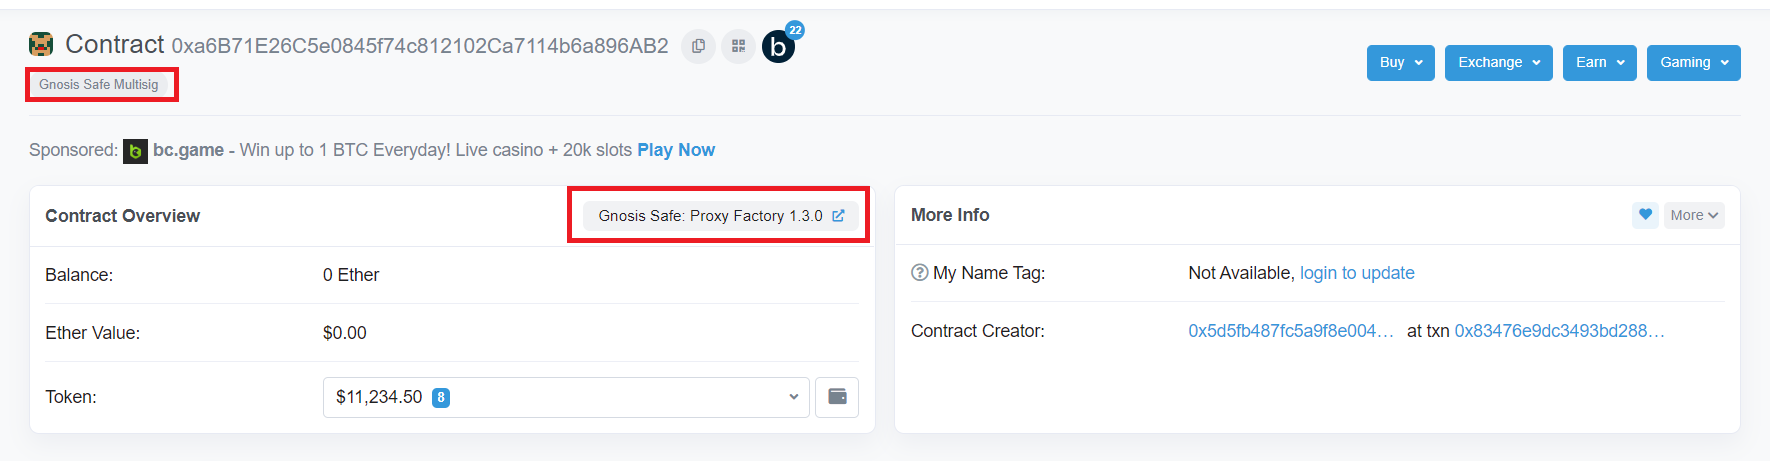 Contract 0xa6B71E26C5e0845f74c812102Ca7114b6a896AB2 b 22
Gnosis Safe Multisig
Buy Exchange Earn Gaming
Sponsored: bc.game - Win up to 1 BTC Everyday! Live casino + 20k slots Play Now
Contract Overview
Gnosis Safe: Proxy Factory 1.3.0
Balance: 0 Ether
Ether Value: $0.00
Token: $11,234.50 8
More Info
More
? My Name Tag: Not Available, login to update
Contract Creator: 0x5d5fb487fc5a9f8e004... at txn 0x83476e9dc3493bd288...